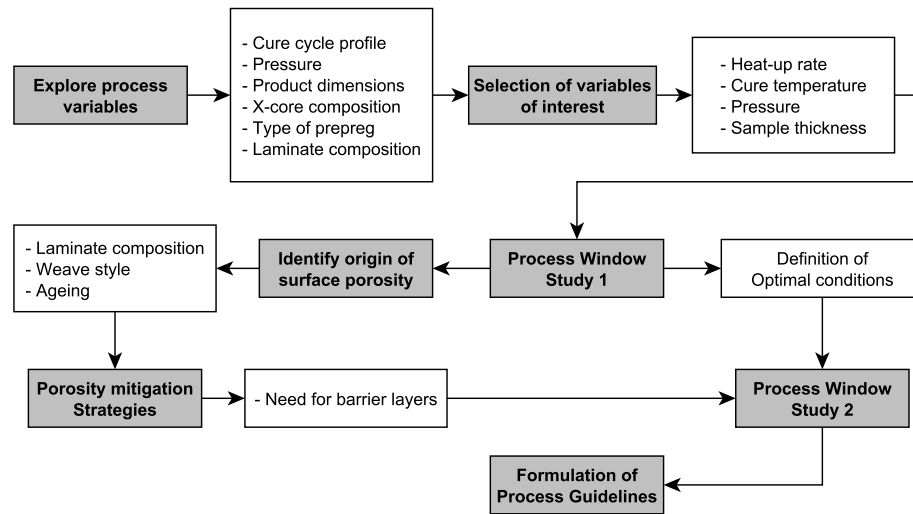 Explore process
variables
- Cure cycle profile
- Pressure
- Product dimensions
- X-core composition
- Type of prepreg
- Laminate composition
Selection of variables
of interest
- Heat-up rate
- Cure temperature
- Pressure
- Sample thickness
- Laminate composition
- Weave style
- Ageing
Identify origin of
surface porosity
Process Window
Study 1
Definition of
Optimal conditions
Porosity mitigation
Strategies
- Need for barrier layers
Process Window
Study 2
Formulation of
Process Guidelines